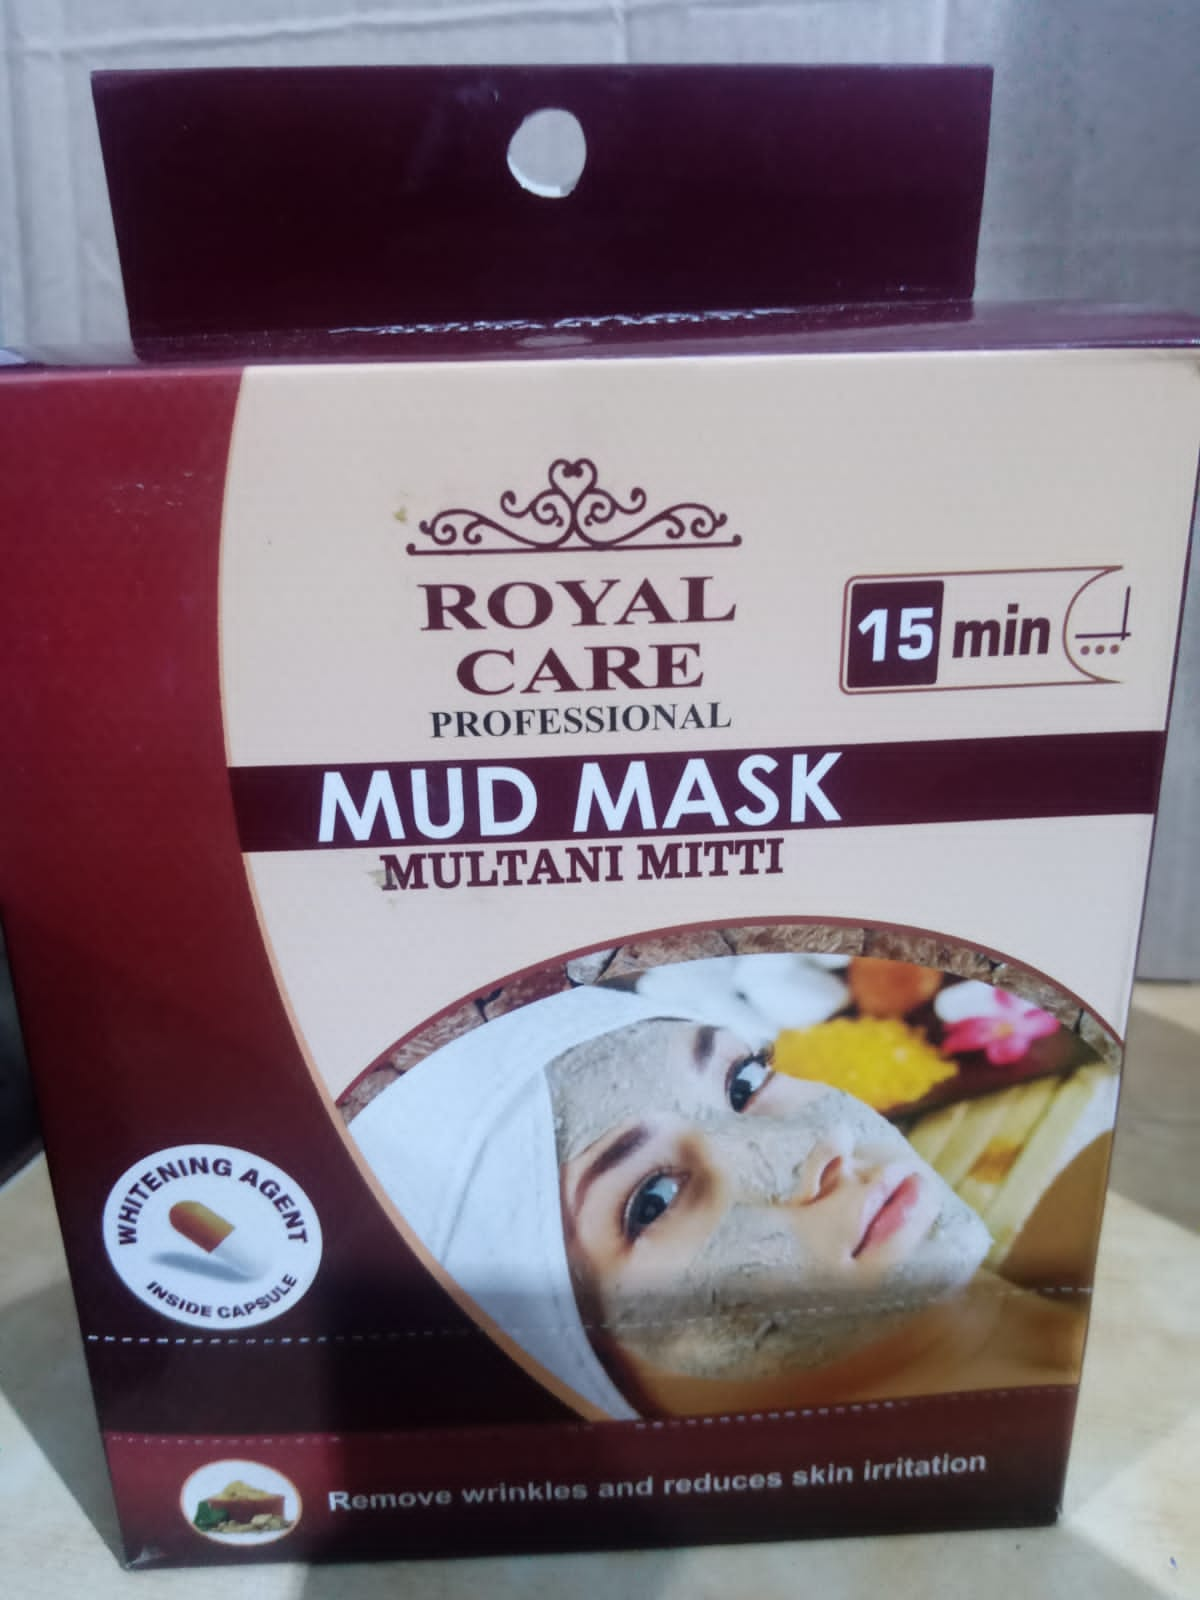 ROYAL
CARE
PROFESSIONAL
15 min
MUD MASK
MULTANI MITTI
WHITENING AGENT
INSIDE CAPSULE
Remove wrinkles and reduces skin irritation